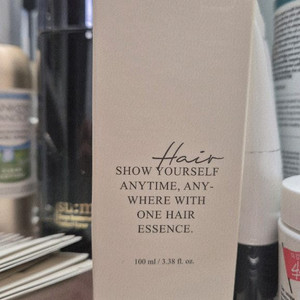 Hair
SHOW YOURSELF
ANYTIME, ANY-
WHERE WITH
ONE HAIR
ESSENCE.
100 ml / 3.38 fl. oz.